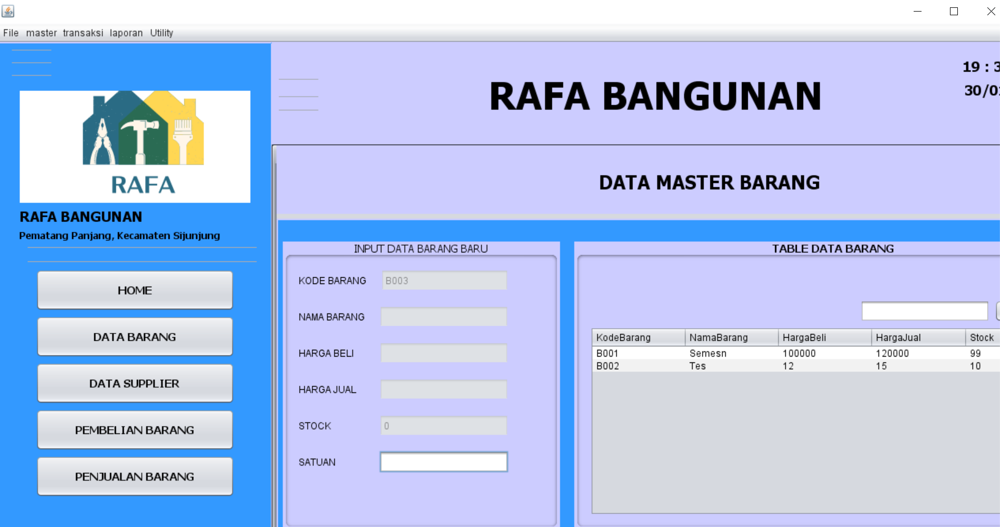 File master transaksi laporan Utility
RAFA
RAFA BANGUNAN
Pematang Panjang, Kecamaten Sijunjung
HOME
DATA BARANG
DATA SUPPLIER
PEMBELIAN BARANG
PENJUALAN BARANG
RAFA BANGUNAN
19 : 3
30/0
DATA MASTER BARANG
INPUT DATA BARANG BARU
KODE BARANG B003
NAMA BARANG
HARGA BELI
HARGA JUAL
STOCK 0
SATUAN
TABLE DATA BARANG
KodeBarang NamaBarang HargaBeli HargaJual Stock
B001 Semesn 100000 120000 99
B002 Tes 12 15 10